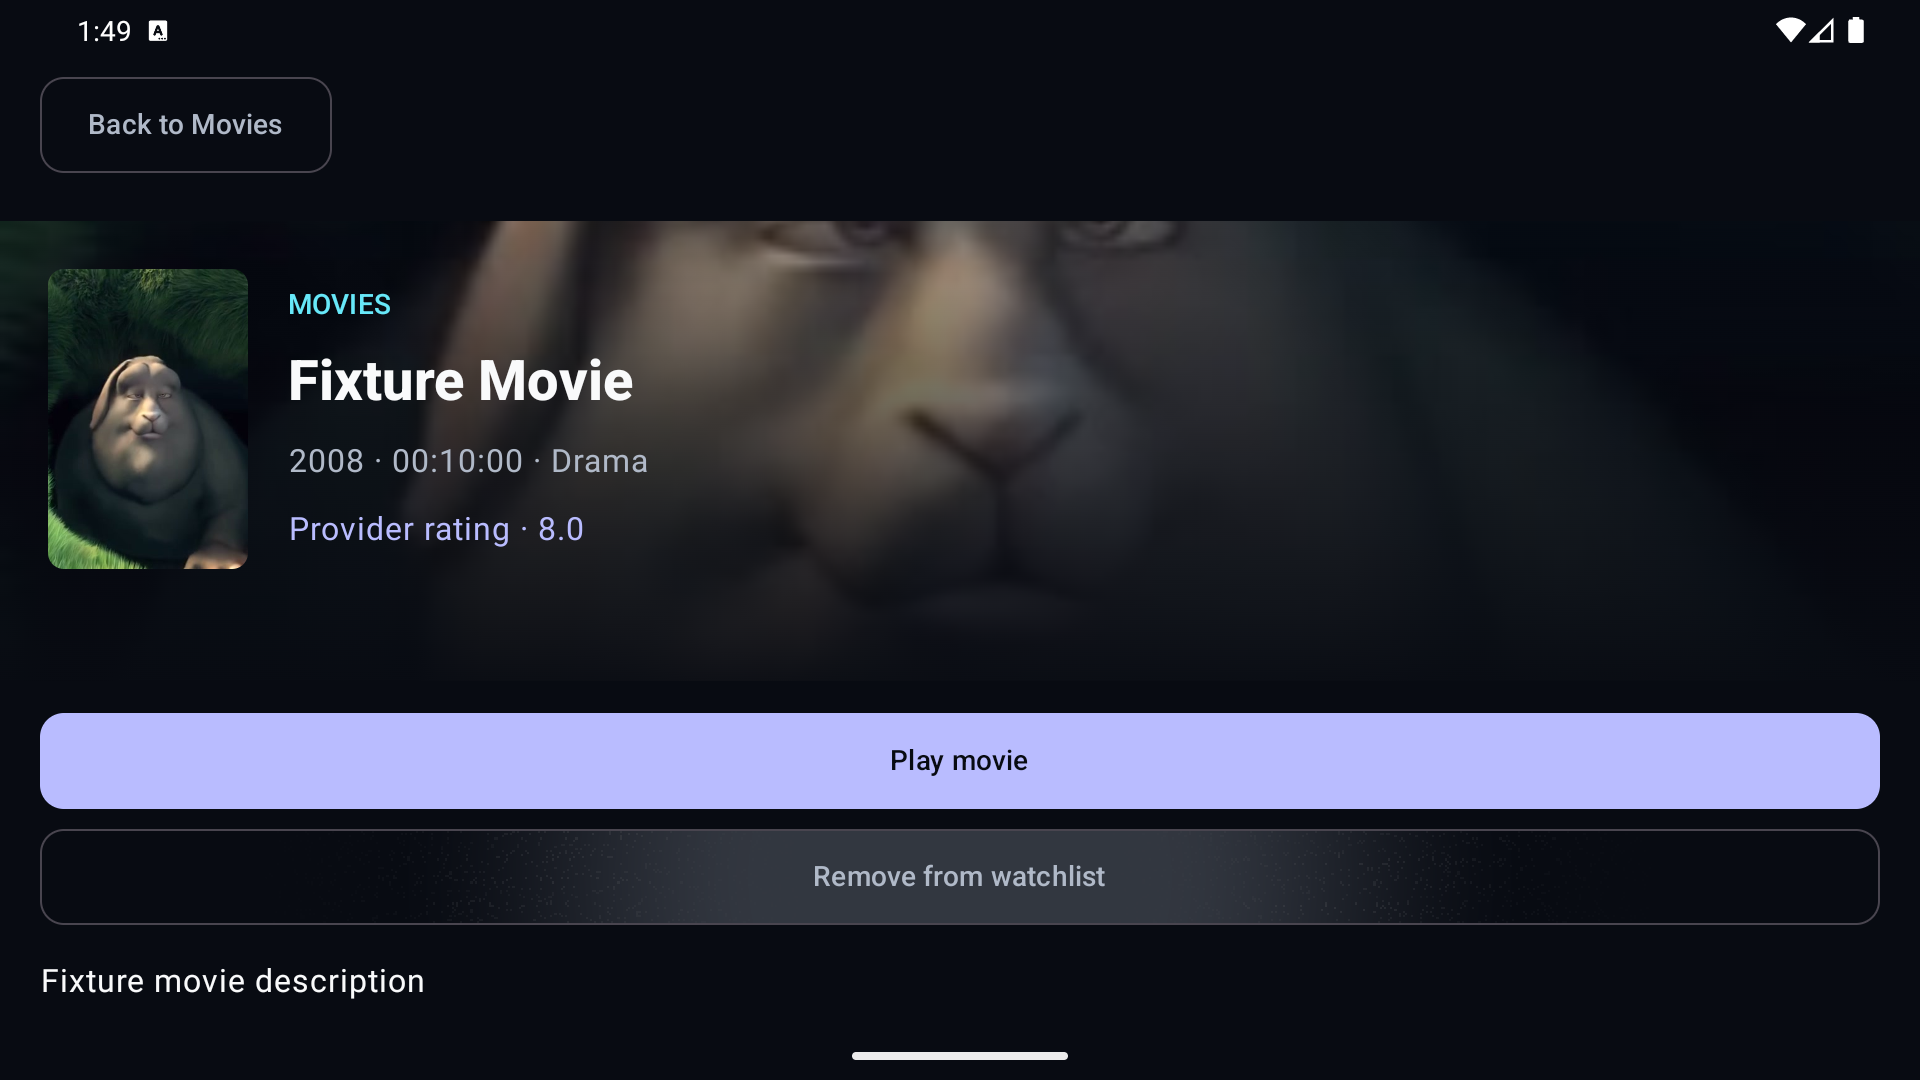 1:49
Back to Movies
MOVIES
Fixture Movie
2008 · 00:10:00 · Drama
Provider rating · 8.0
Play movie
Remove from watchlist
Fixture movie description